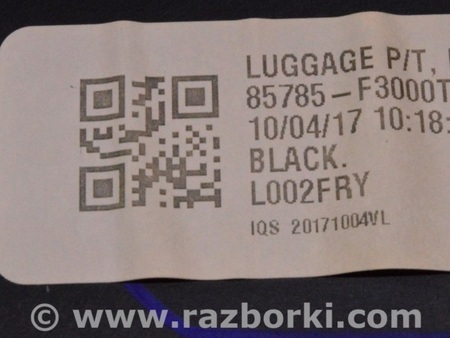 LUGGAGE P/T,
85785-F3000T
10/04/17 10:18:
BLACK.
L002FRY
IQS 20171004VL
© www.razborki.com